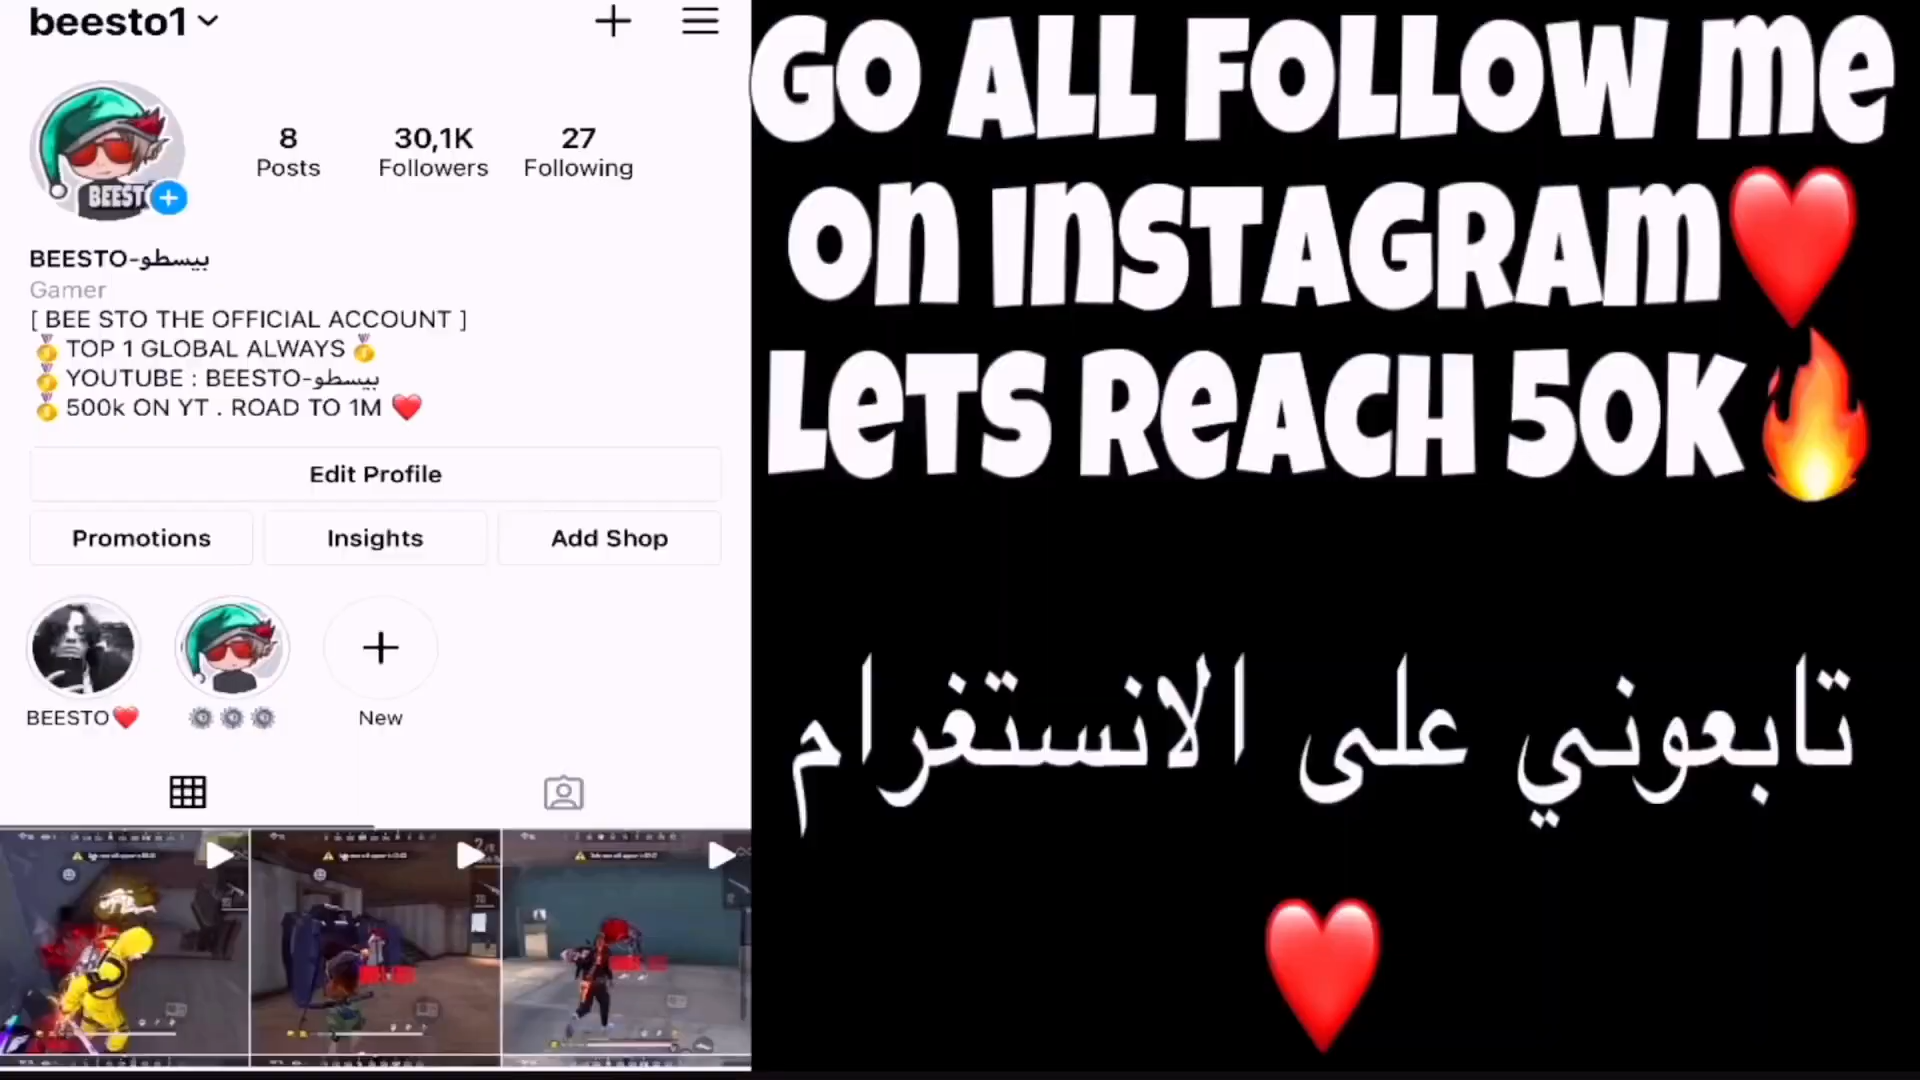 beesto1
8 30,1K 27
Posts Followers Following
BEEST
BEESTO-بيسطو
Gamer
[ BEE STO THE OFFICIAL ACCOUNT ]
🏅 TOP 1 GLOBAL ALWAYS 🏅
🏅 YOUTUBE : BEESTO-بيسطو
🏅 500k ON YT . ROAD TO 1M ❤️
Edit Profile
Promotions Insights Add Shop
BEESTO❤️ New
GO ALL FOLLOW me
ON INSTAGRAM❤️
LeTS ReACH 50K🔥
تابعوني على الانستغرام
❤️